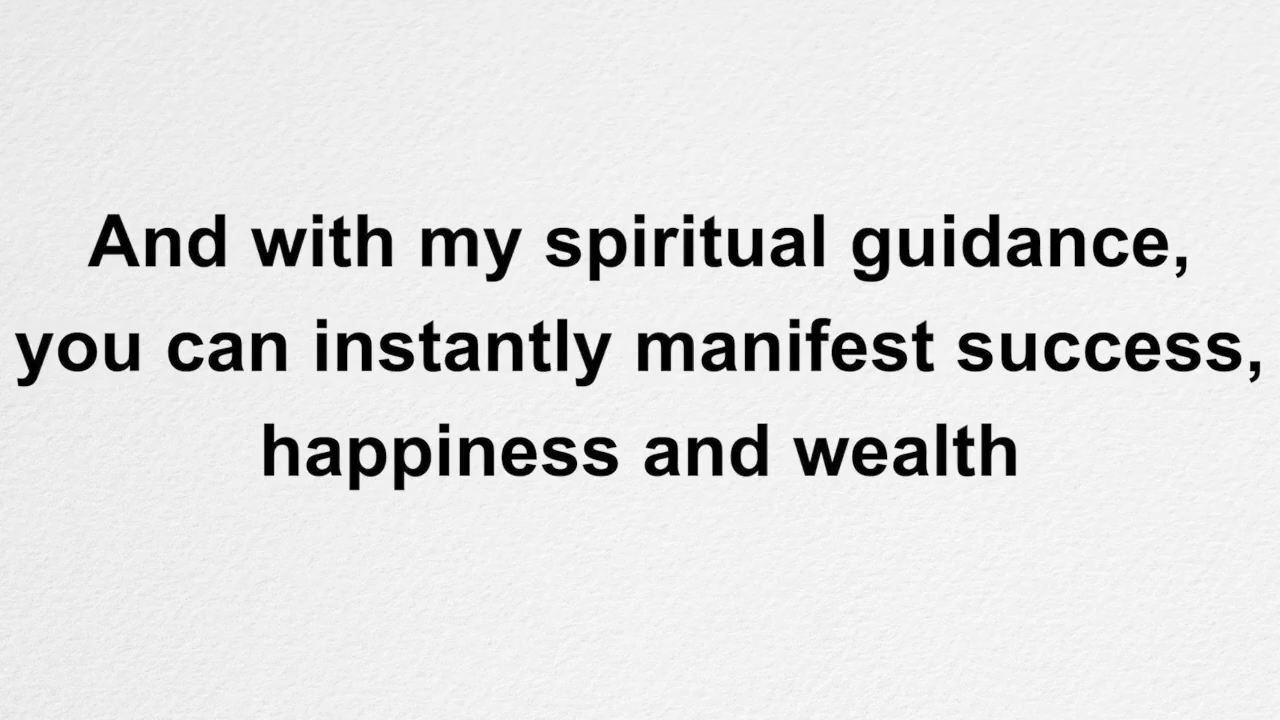 And with my spiritual guidance,
you can instantly manifest success,
happiness and wealth